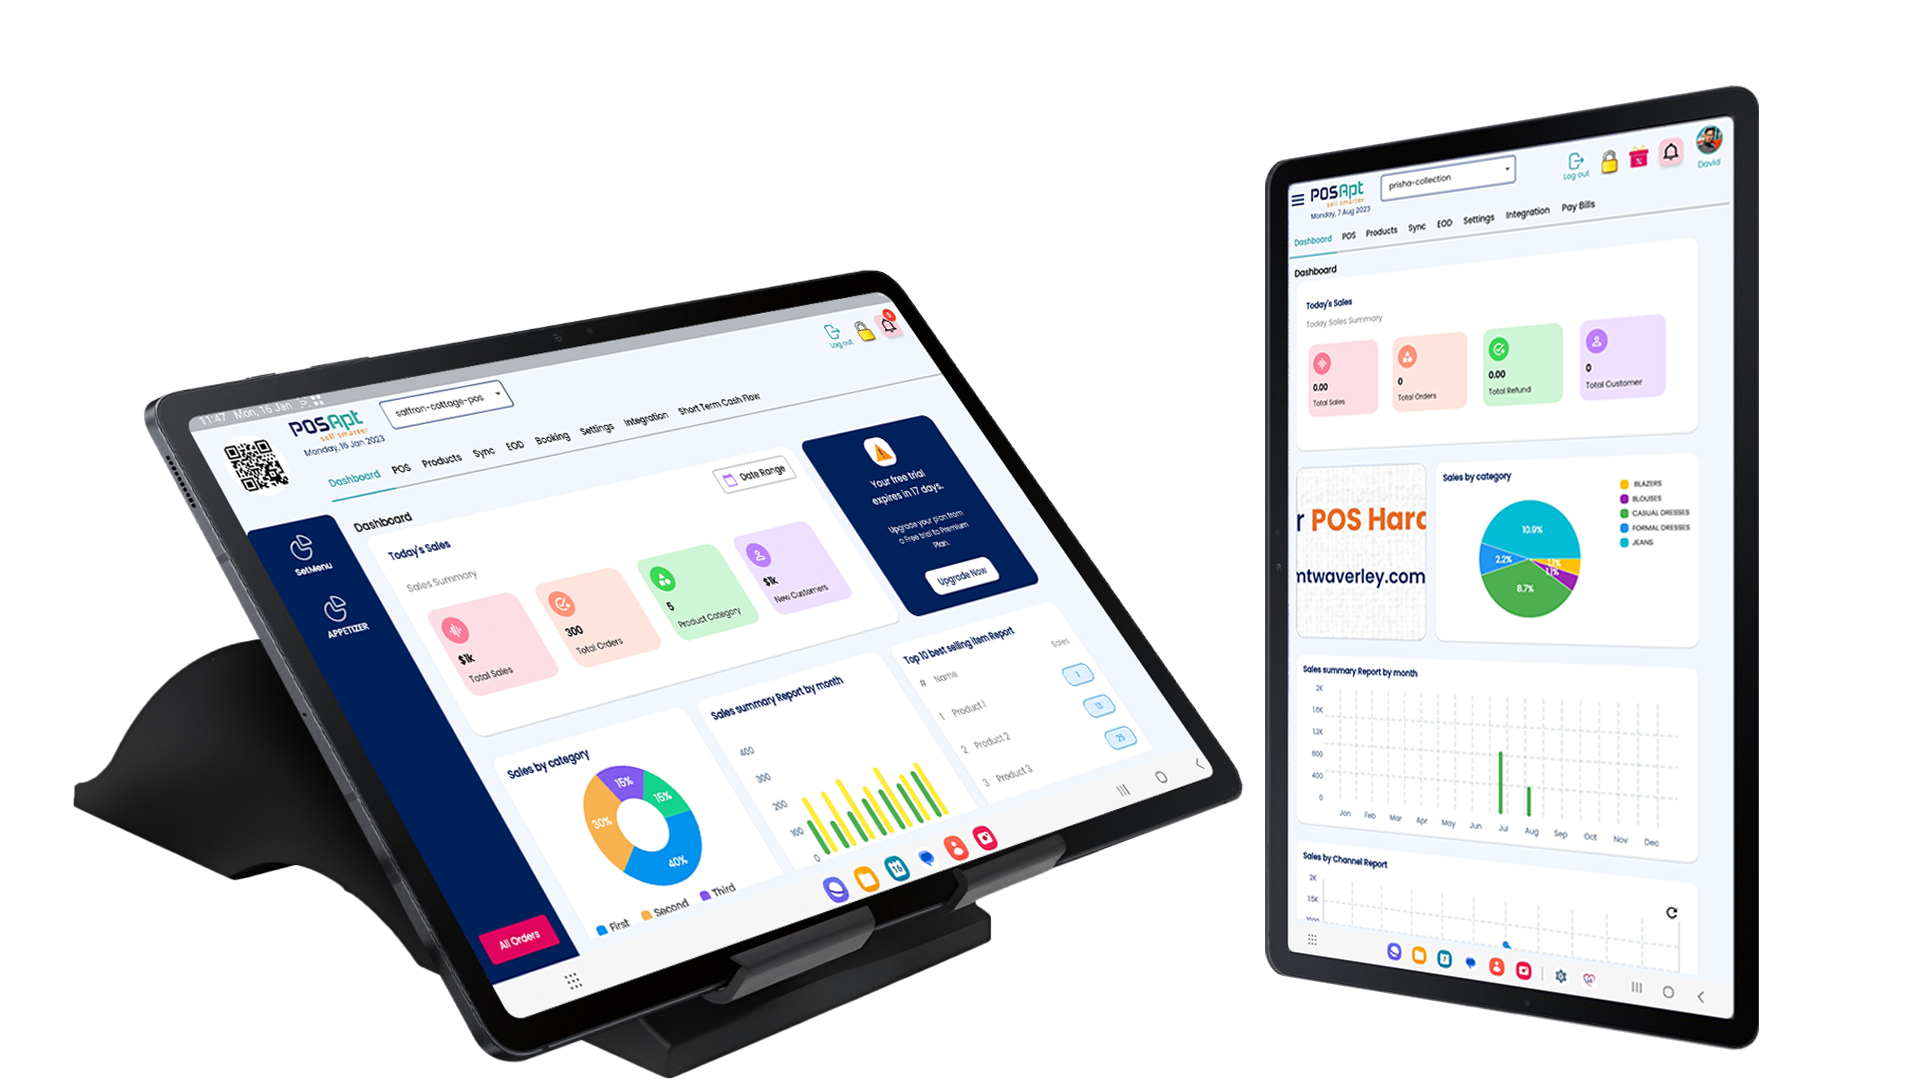 11:47 Mon, 16 Jan
POSApt
sell smarter
Monday, 16 Jan 2023
saffron-cottage-pos
Log out
Dashboard POS Products Sync EOD Booking Settings Integration Short Term Cash Flow
SetMenu
APPETIZER
All Orders
Dashboard
Date Range
Today's Sales
Sales Summary
$1k
Total Sales
300
Total Orders
5
Product Category
$1k
New Customers
Your free trial
expires in 17 days.
Upgrade your plan from
a Free trial to Premium
Plan.
Upgrade Now
Sales by category
15%
15%
30%
40%
First
Second
Third
Sales summary Report by month
400
300
200
100
0
Top 10 best selling item Report
# Name Sales
1 Product 1 1
2 Product 2 13
3 Product 3 25
POSApt
sell smarter
Monday, 7 Aug 2023
prisha-collection
Log out
David
Dashboard POS Products Sync EOD Settings Integration Pay Bills
Dashboard
Today's Sales
Today Sales Summary
0.00
Total Sales
0
Total Orders
0.00
Total Refund
0
Total Customer
r POS Harc
mtwaverley.com
Sales by category
10.9%
2.2%
8.7%
BLAZERS
BLOUSES
CASUAL DRESSES
FORMAL DRESSES
JEANS
Sales summary Report by month
2K
1.6K
1.2K
800
400
0
Jan Feb Mar Apr May Jun Jul Aug Sep Oct Nov Dec
Sales by Channel Report
2K
1.5K